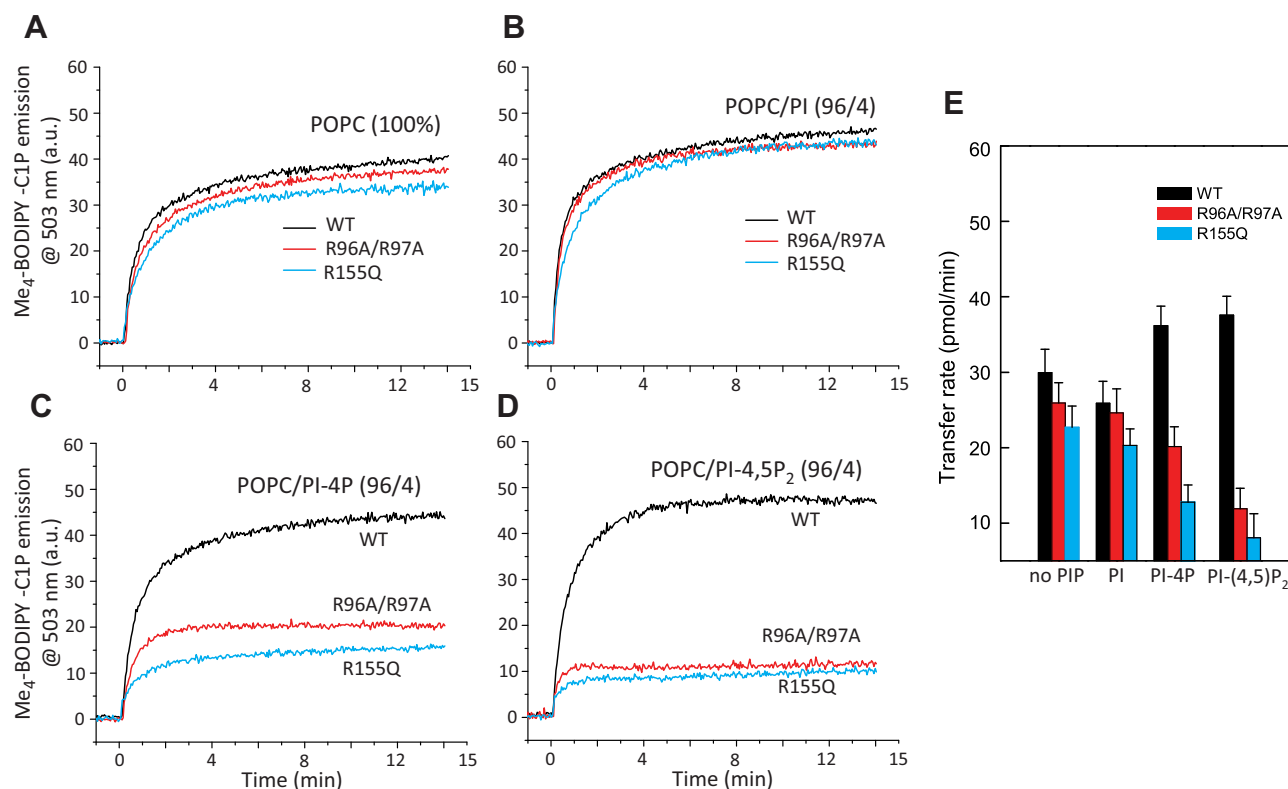 A
Me₄-BODIPY -C1P emission
@ 503 nm (a.u.)
60
50
40
30
20
10
0
POPC (100%)
WT
R96A/R97A
R155Q
0
4
8
12
15
B
60
50
40
30
20
10
0
POPC/PI (96/4)
WT
R96A/R97A
R155Q
0
4
8
12
15
C
Me₄-BODIPY -C1P emission
@ 503 nm (a.u.)
60
50
40
30
20
10
0
POPC/PI-4P (96/4)
WT
R96A/R97A
R155Q
0
4
8
12
15
Time (min)
D
60
50
40
30
20
10
0
POPC/PI-4,5P₂ (96/4)
WT
R96A/R97A
R155Q
0
4
8
12
15
Time (min)
E
Transfer rate (pmol/min)
60
50
40
30
20
10
WT
R96A/R97A
R155Q
no PIP
PI
PI-4P
PI-(4,5)P₂